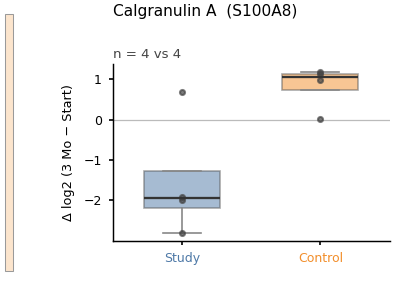 Calgranulin A (S100A8)
n = 4 vs 4
Δ log2 (3 Mo − Start)
1
0
−1
−2
Study
Control